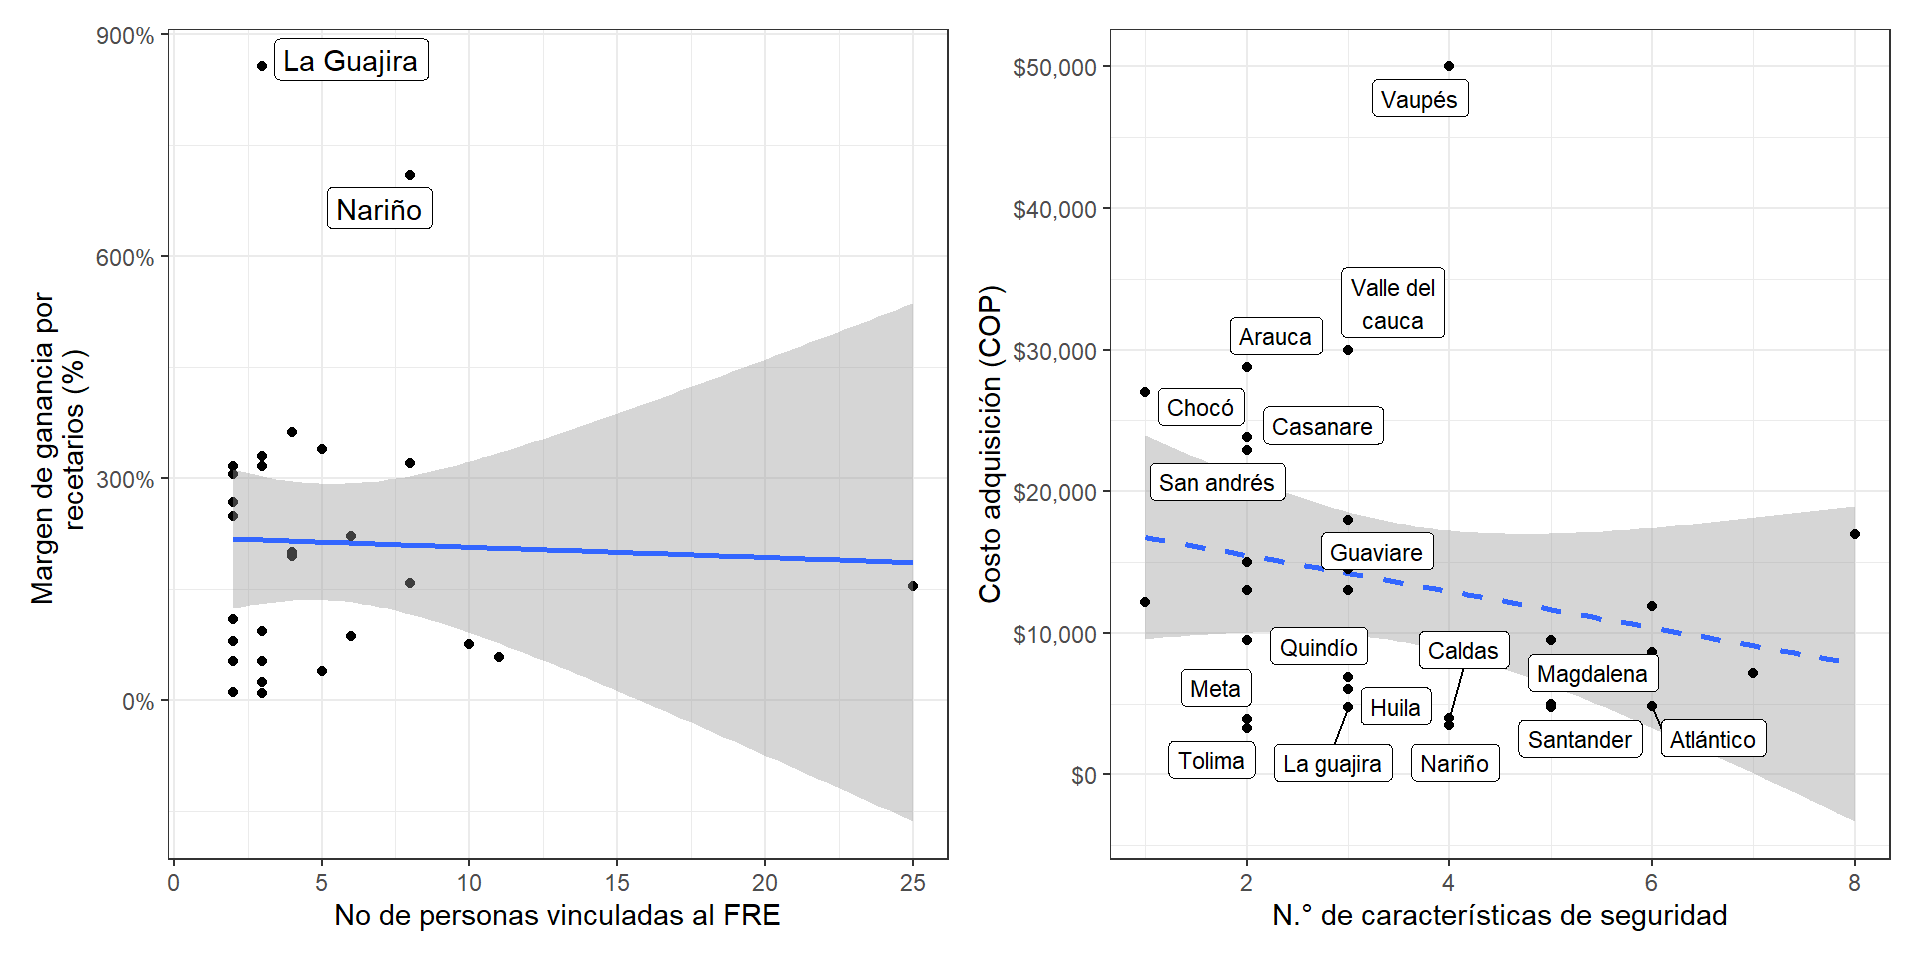 900%
600%
300%
0%
Margen de ganancia por
recetarios (%)
La Guajira
Nariño
0
5
10
15
20
25
No de personas vinculadas al FRE
$50,000
$40,000
$30,000
$20,000
$10,000
$0
Costo adquisición (COP)
Vaupés
Valle del
cauca
Arauca
Chocó
Casanare
San andrés
Guaviare
Quindío
Caldas
Magdalena
Meta
Huila
Santander
Atlántico
Tolima
La guajira
Nariño
2
4
6
8
N.° de características de seguridad